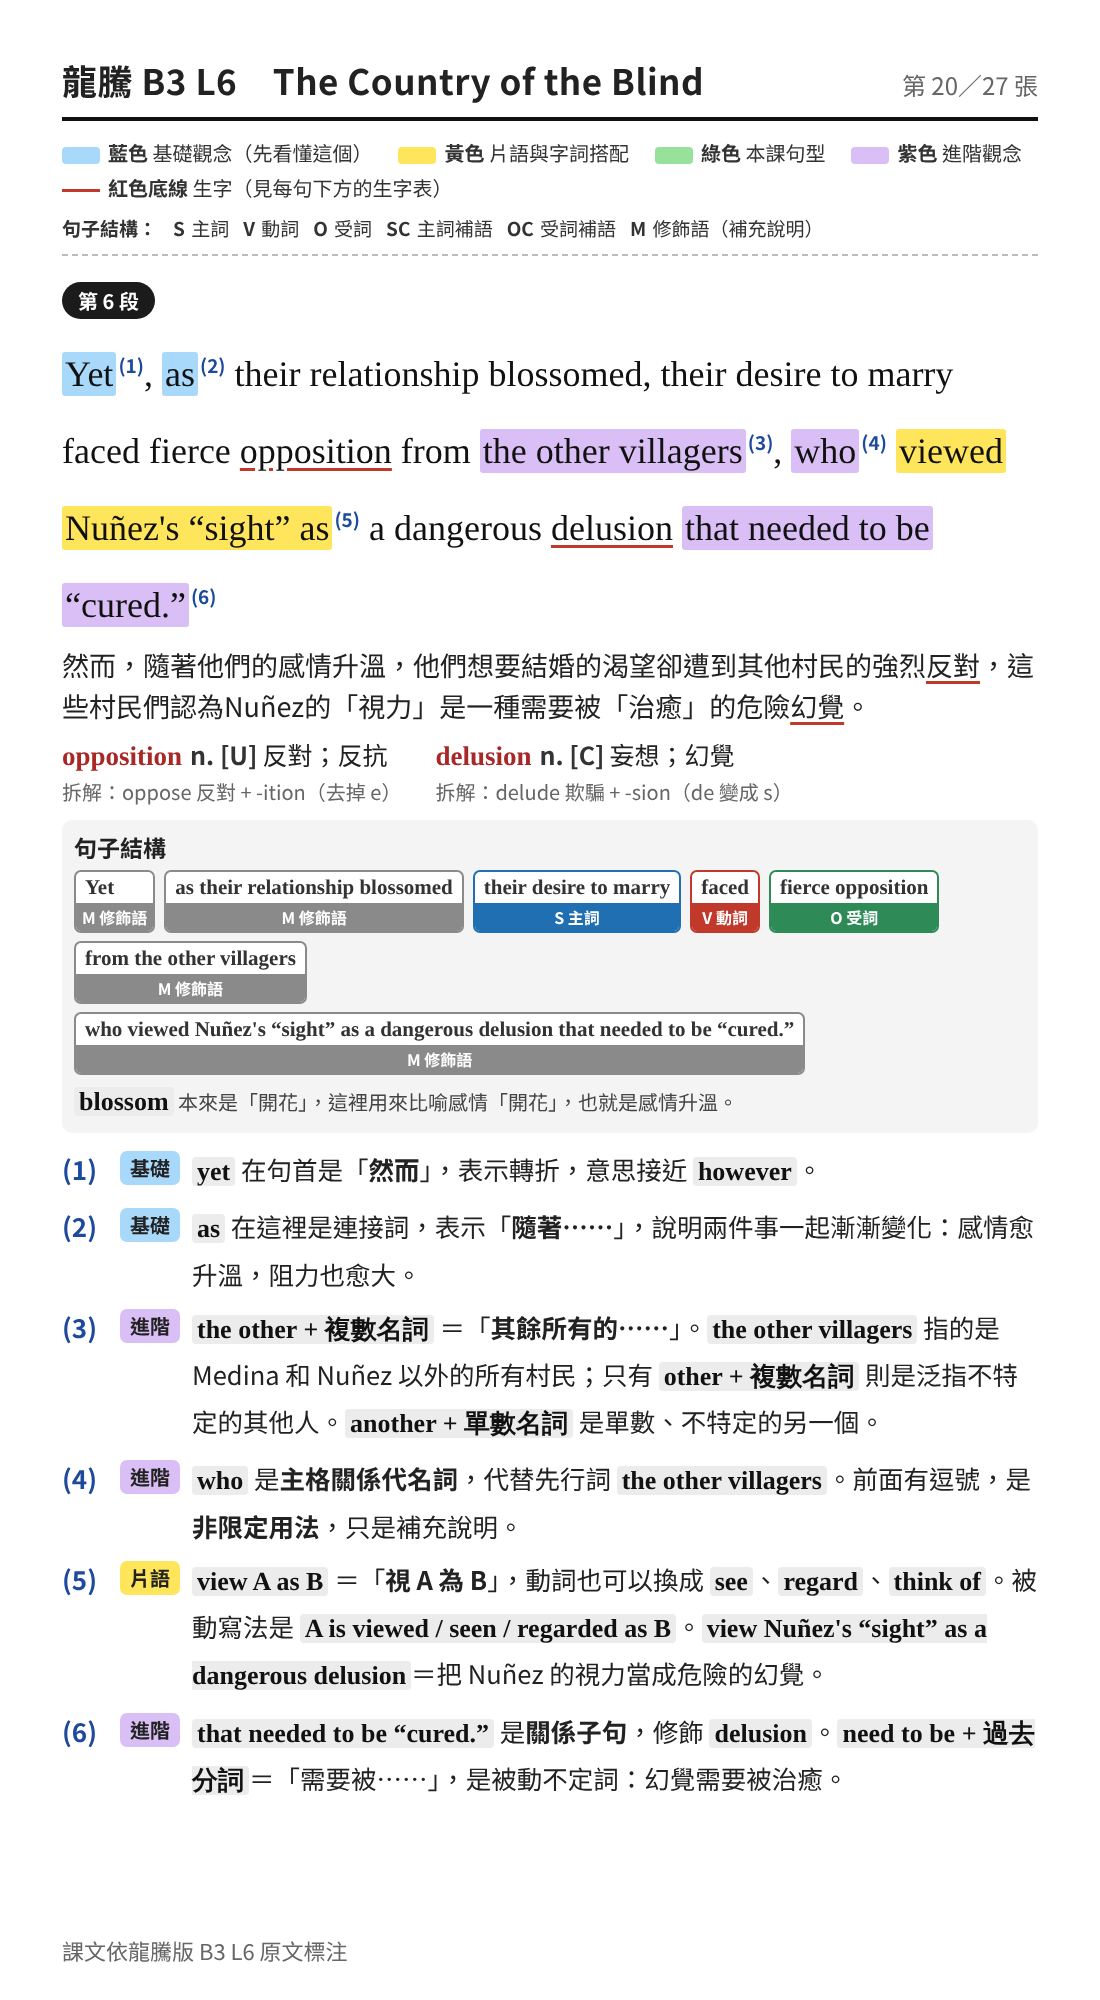 龍騰 B3 L6　The Country of the Blind
第 20／27 張
藍色 基礎觀念（先看懂這個）　黃色 片語與字詞搭配　綠色 本課句型　紫色 進階觀念
紅色底線 生字（見每句下方的生字表）
句子結構：　S 主詞　V 動詞　O 受詞　SC 主詞補語　OC 受詞補語　M 修飾語（補充說明）
第 6 段
Yet(1), as(2) their relationship blossomed, their desire to marry
faced fierce opposition from the other villagers(3), who(4) viewed
Nuñez's “sight” as(5) a dangerous delusion that needed to be
“cured.”(6)
然而，隨著他們的感情升溫，他們想要結婚的渴望卻遭到其他村民的強烈反對，這
些村民們認為Nuñez的「視力」是一種需要被「治癒」的危險幻覺。
opposition n. [U] 反對；反抗　delusion n. [C] 妄想；幻覺
拆解：oppose 反對 + -ition（去掉 e）　拆解：delude 欺騙 + -sion（de 變成 s）
句子結構
Yet　as their relationship blossomed　their desire to marry　faced　fierce opposition
M 修飾語　M 修飾語　S 主詞　V 動詞　O 受詞
from the other villagers
M 修飾語
who viewed Nuñez's “sight” as a dangerous delusion that needed to be “cured.”
M 修飾語
blossom 本來是「開花」，這裡用來比喻感情「開花」，也就是感情升溫。
(1) 基礎 yet 在句首是「然而」，表示轉折，意思接近 however。
(2) 基礎 as 在這裡是連接詞，表示「隨著……」，說明兩件事一起漸漸變化：感情愈
升溫，阻力也愈大。
(3) 進階 the other + 複數名詞 ＝「其餘所有的……」。the other villagers 指的是
Medina 和 Nuñez 以外的所有村民；只有 other + 複數名詞 則是泛指不特
定的其他人。another + 單數名詞 是單數、不特定的另一個。
(4) 進階 who 是主格關係代名詞，代替先行詞 the other villagers。前面有逗號，是
非限定用法，只是補充說明。
(5) 片語 view A as B ＝「視 A 為 B」，動詞也可以換成 see、regard、think of。被
動寫法是 A is viewed / seen / regarded as B。view Nuñez's “sight” as a
dangerous delusion＝把 Nuñez 的視力當成危險的幻覺。
(6) 進階 that needed to be “cured.” 是關係子句，修飾 delusion。need to be + 過去
分詞＝「需要被……」，是被動不定詞：幻覺需要被治癒。
課文依龍騰版 B3 L6 原文標注